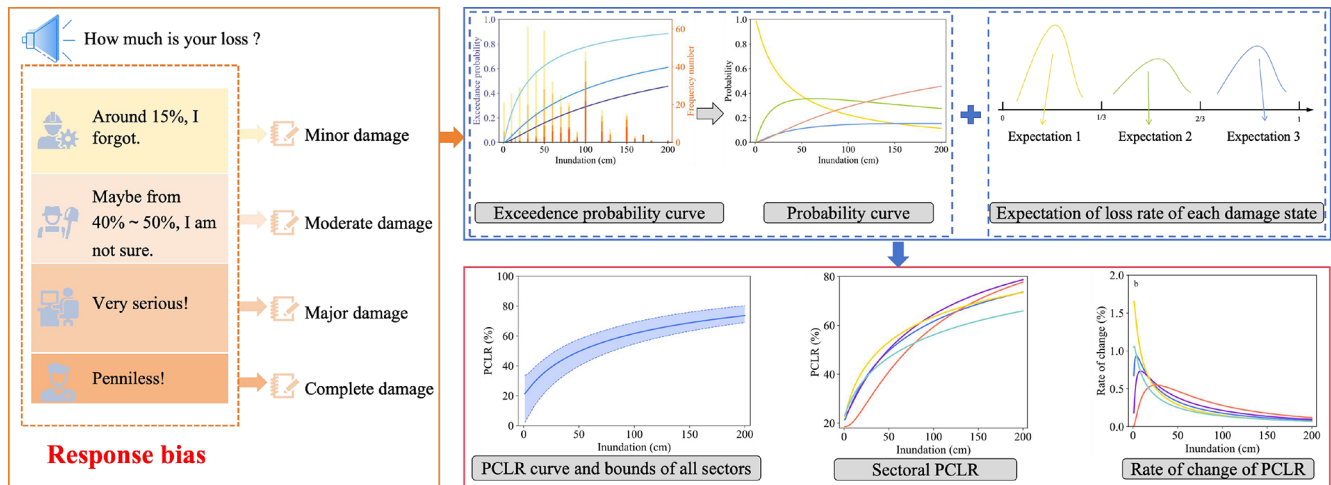 How much is your loss ?
Around 15%, I
forgot.
Minor damage
Maybe from
40% ~ 50%, I am
not sure.
Moderate damage
Very serious!
Major damage
Penniless!
Complete damage
Response bias
1.0
0.8
0.6
0.4
0.2
0.0
Exceedance probability
60
40
20
0
Frequency number
0
50
100
150
200
Inundation (cm)
Exceedence probability curve
1.0
0.8
0.6
0.4
0.2
0.0
Probability
0
50
100
150
200
Inundation (cm)
Probability curve
0
1/3
2/3
1
Expectation 1
Expectation 2
Expectation 3
Expectation of loss rate of each damage state
100
80
60
40
20
0
PCLR (%)
0
50
100
150
200
Inundation (cm)
PCLR curve and bounds of all sectors
80
60
40
20
PCLR (%)
0
50
100
150
200
Inundation (cm)
Sectoral PCLR
b
2.0
1.5
1.0
0.5
0.0
Rate of change (%)
0
50
100
150
200
Inundation (cm)
Rate of change of PCLR